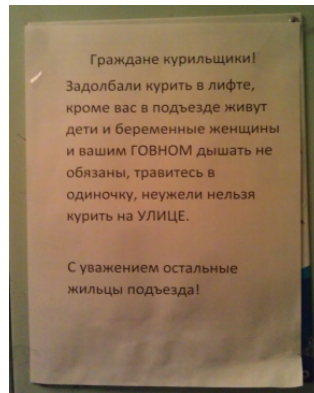 Граждане курильщики!
Задолбали курить в лифте,
кроме вас в подъезде живут
дети и беременные женщины
и вашим ГОВНОМ дышать не
обязаны, травитесь в
одиночку, неужели нельзя
курить на УЛИЦЕ.
С уважением остальные
жильцы подъезда!